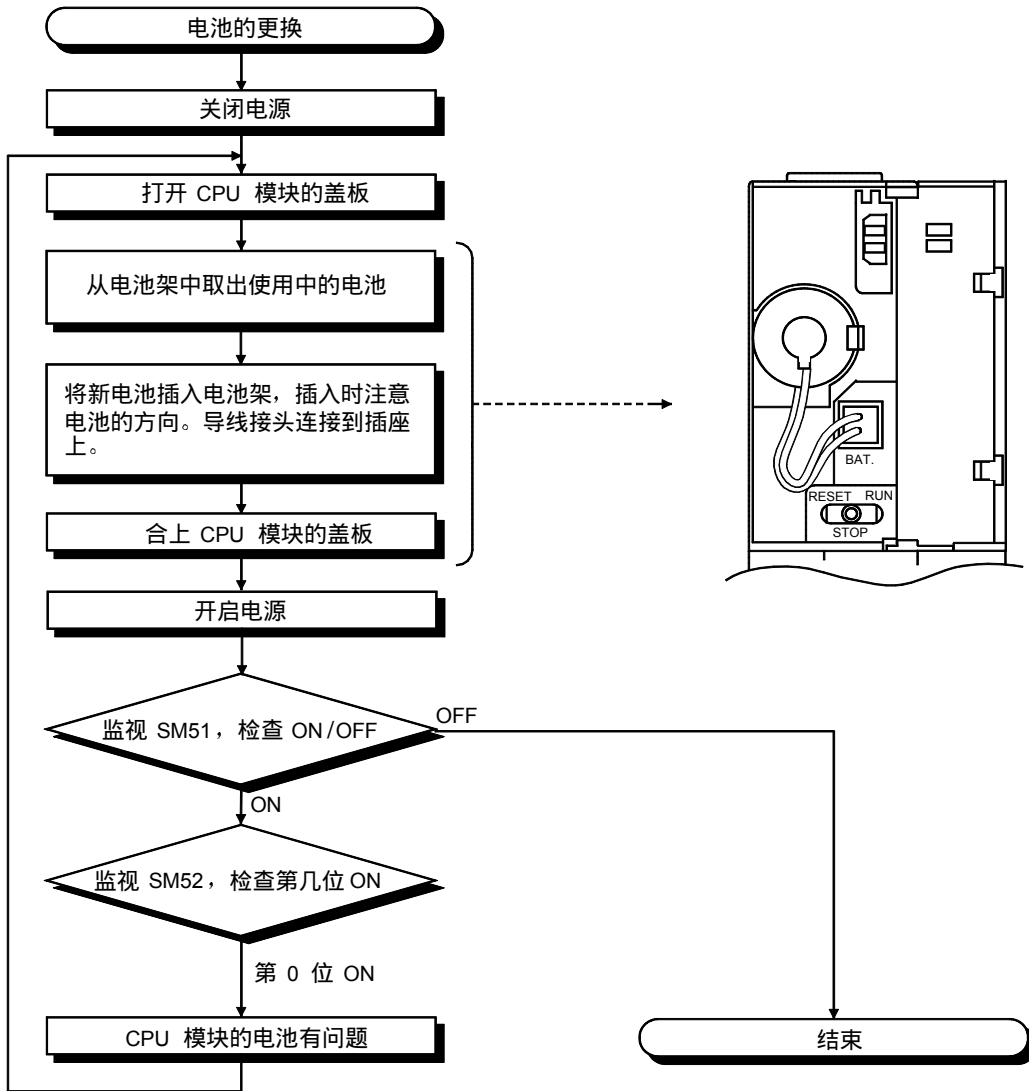 电池的更换
关闭电源
打开 CPU 模块的盖板
从电池架中取出使用中的电池
将新电池插入电池架，插入时注意
电池的方向。导线接头连接到插座
上。
合上 CPU 模块的盖板
开启电源
监视 SM51，检查 ON/OFF
OFF
ON
监视 SM52，检查第几位 ON
第 0 位 ON
CPU 模块的电池有问题
结束
BAT.
RESET RUN
STOP